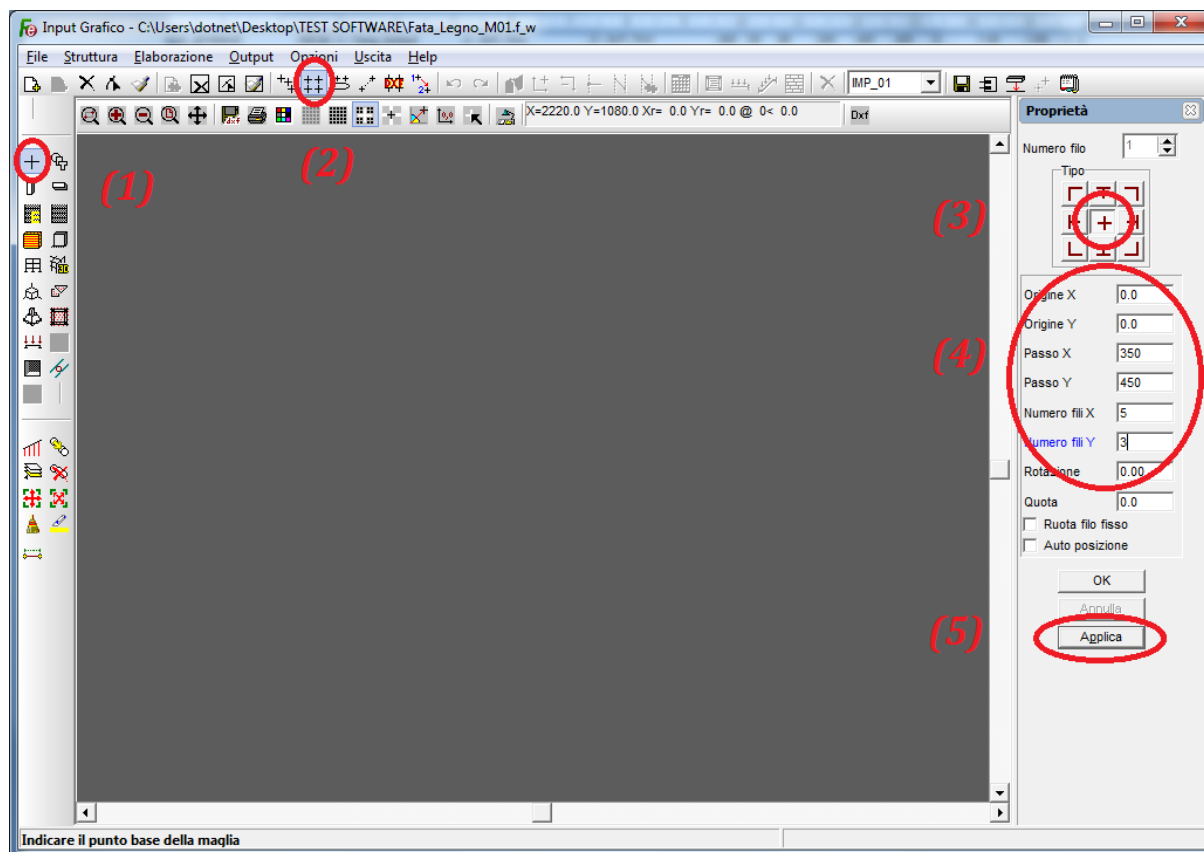 Input Grafico - C:\Users\dotnet\Desktop\TEST SOFTWARE\Fata_Legno_M01.f_w
File Struttura Elaborazione Output Opzioni Uscita Help
IMP_01
X=2220.0 Y=1080.0 Xr= 0.0 Yr= 0.0 @ 0< 0.0
Dxf
Proprietà
(1)
(2)
(3)
(4)
(5)
Numero filo 1
Tipo
Origine X 0.0
Origine Y 0.0
Passo X 350
Passo Y 450
Numero fili X 5
Numero fili Y 3
Rotazione 0.00
Quota 0.0
Ruota filo fisso
Auto posizione
OK
Annulla
Applica
Indicare il punto base della maglia